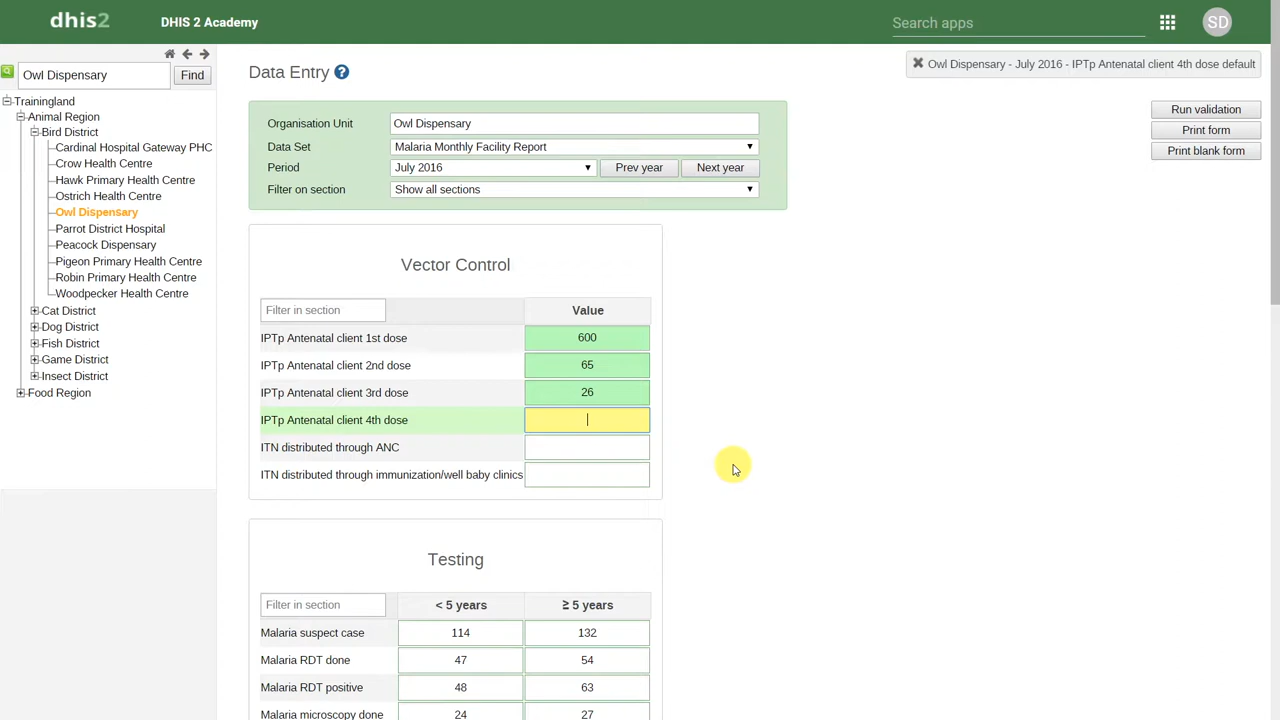 dhis2
DHIS 2 Academy
Search apps
SD
Owl Dispensary
Find
Trainingland
Animal Region
Bird District
Cardinal Hospital Gateway PHC
Crow Health Centre
Hawk Primary Health Centre
Ostrich Health Centre
Owl Dispensary
Parrot District Hospital
Peacock Dispensary
Pigeon Primary Health Centre
Robin Primary Health Centre
Woodpecker Health Centre
Cat District
Dog District
Fish District
Game District
Insect District
Food Region
Data Entry ?
Owl Dispensary - July 2016 - IPTp Antenatal client 4th dose default
Run validation
Print form
Print blank form
Organisation Unit Owl Dispensary
Data Set Malaria Monthly Facility Report
Period July 2016 Prev year Next year
Filter on section Show all sections
Vector Control
Filter in section Value
IPTp Antenatal client 1st dose 600
IPTp Antenatal client 2nd dose 65
IPTp Antenatal client 3rd dose 26
IPTp Antenatal client 4th dose
ITN distributed through ANC
ITN distributed through immunization/well baby clinics
Testing
Filter in section < 5 years ≥ 5 years
Malaria suspect case 114 132
Malaria RDT done 47 54
Malaria RDT positive 48 63
Malaria microscopy done 24 27